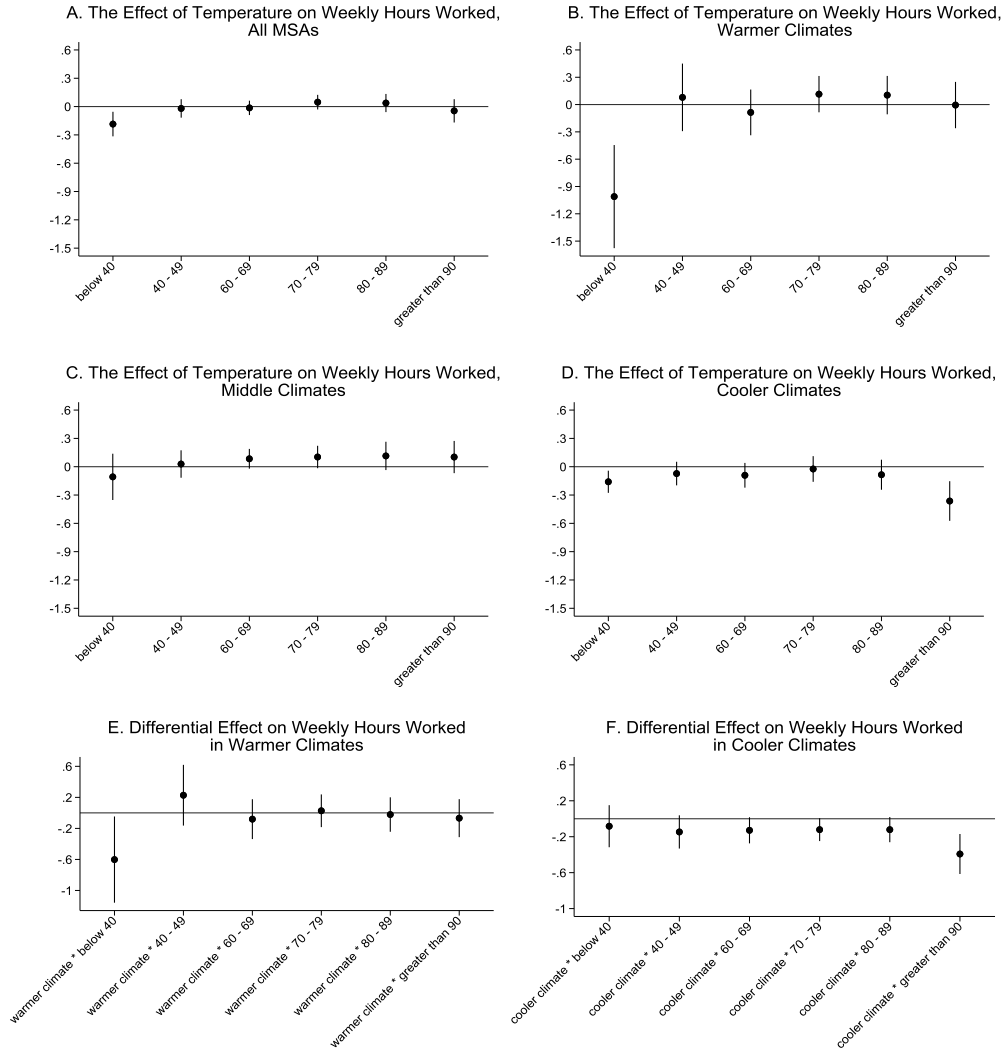 A. The Effect of Temperature on Weekly Hours Worked,
All MSAs
.6
.3
0
-.3
-.6
-.9
-1.2
-1.5
below 40
40 - 49
60 - 69
70 - 79
80 - 89
greater than 90
B. The Effect of Temperature on Weekly Hours Worked,
Warmer Climates
.6
.3
0
-.3
-.6
-.9
-1.2
-1.5
below 40
40 - 49
60 - 69
70 - 79
80 - 89
greater than 90
C. The Effect of Temperature on Weekly Hours Worked,
Middle Climates
.6
.3
0
-.3
-.6
-.9
-1.2
-1.5
below 40
40 - 49
60 - 69
70 - 79
80 - 89
greater than 90
D. The Effect of Temperature on Weekly Hours Worked,
Cooler Climates
.6
.3
0
-.3
-.6
-.9
-1.2
-1.5
below 40
40 - 49
60 - 69
70 - 79
80 - 89
greater than 90
E. Differential Effect on Weekly Hours Worked
in Warmer Climates
.6
.2
-.2
-.6
-1
warmer climate * below 40
warmer climate * 40 - 49
warmer climate * 60 - 69
warmer climate * 70 - 79
warmer climate * 80 - 89
warmer climate * greater than 90
F. Differential Effect on Weekly Hours Worked
in Cooler Climates
.6
.2
-.2
-.6
-1
cooler climate * below 40
cooler climate * 40 - 49
cooler climate * 60 - 69
cooler climate * 70 - 79
cooler climate * 80 - 89
cooler climate * greater than 90